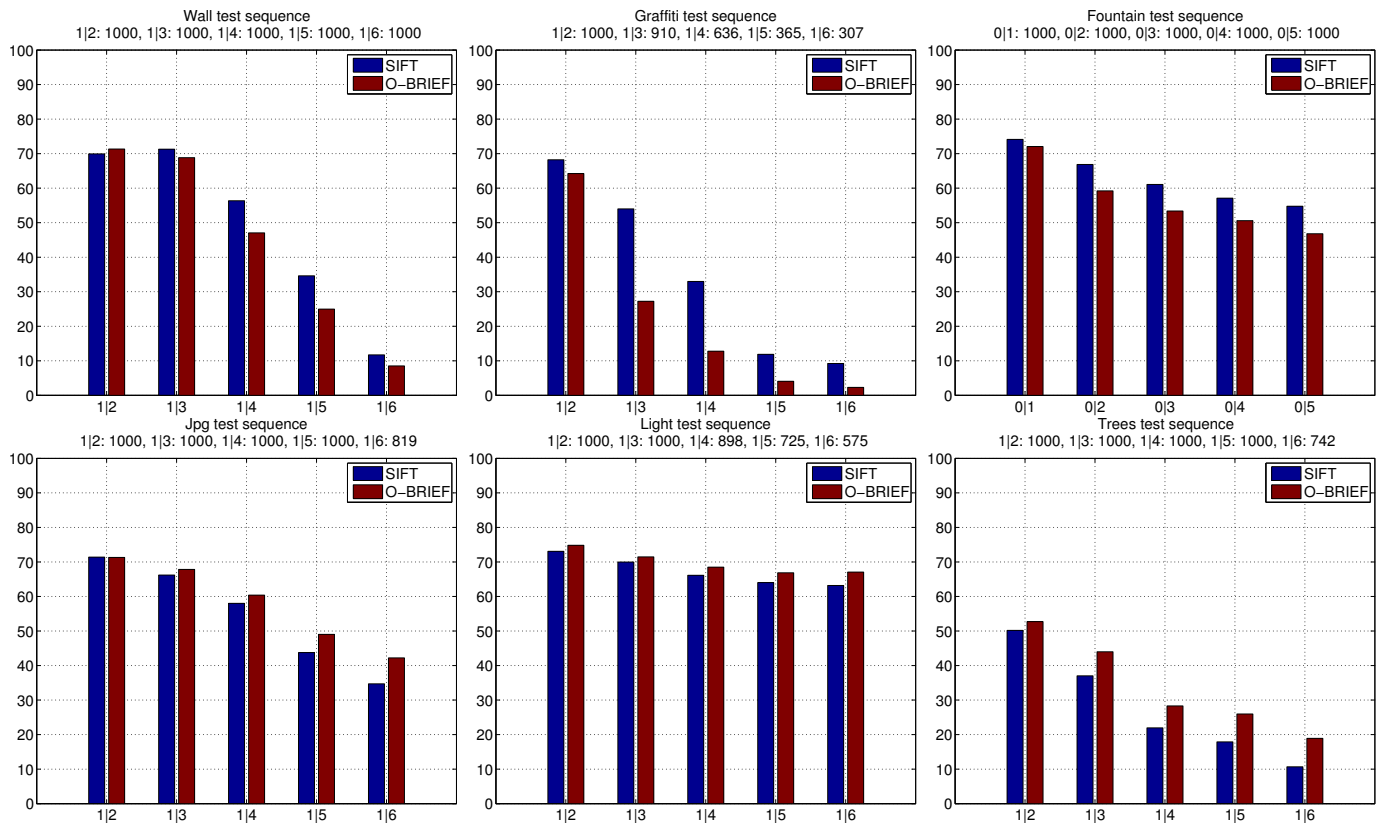 Wall test sequence
1|2: 1000, 1|3: 1000, 1|4: 1000, 1|5: 1000, 1|6: 1000
100
90
80
70
60
50
40
30
20
10
0
SIFT
O−BRIEF
1|2 1|3 1|4 1|5 1|6
Graffiti test sequence
1|2: 1000, 1|3: 910, 1|4: 636, 1|5: 365, 1|6: 307
100
90
80
70
60
50
40
30
20
10
0
SIFT
O−BRIEF
1|2 1|3 1|4 1|5 1|6
Fountain test sequence
0|1: 1000, 0|2: 1000, 0|3: 1000, 0|4: 1000, 0|5: 1000
100
90
80
70
60
50
40
30
20
10
0
SIFT
O−BRIEF
0|1 0|2 0|3 0|4 0|5
Jpg test sequence
1|2: 1000, 1|3: 1000, 1|4: 1000, 1|5: 1000, 1|6: 819
100
90
80
70
60
50
40
30
20
10
0
SIFT
O−BRIEF
1|2 1|3 1|4 1|5 1|6
Light test sequence
1|2: 1000, 1|3: 1000, 1|4: 898, 1|5: 725, 1|6: 575
100
90
80
70
60
50
40
30
20
10
0
SIFT
O−BRIEF
1|2 1|3 1|4 1|5 1|6
Trees test sequence
1|2: 1000, 1|3: 1000, 1|4: 1000, 1|5: 1000, 1|6: 742
100
90
80
70
60
50
40
30
20
10
0
SIFT
O−BRIEF
1|2 1|3 1|4 1|5 1|6